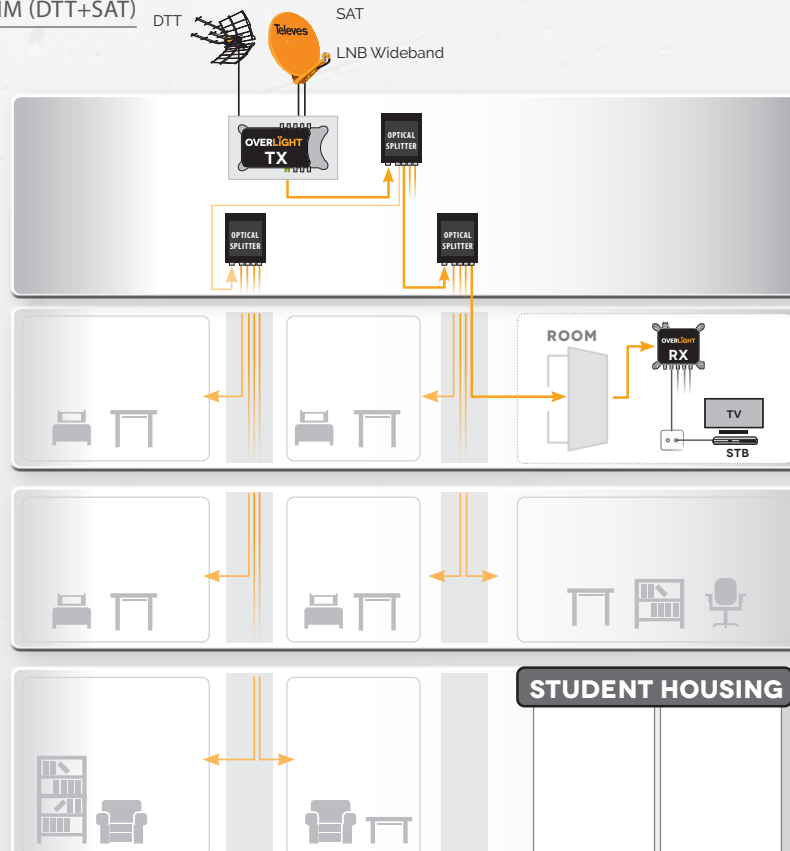 (DTT+SAT)
DTT
SAT
Televes
LNB Wideband
OVERLIGHT
TX
OPTICAL
SPLITTER
OPTICAL
SPLITTER
OPTICAL
SPLITTER
ROOM
OVERLIGHT
RX
TV
STB
STUDENT HOUSING